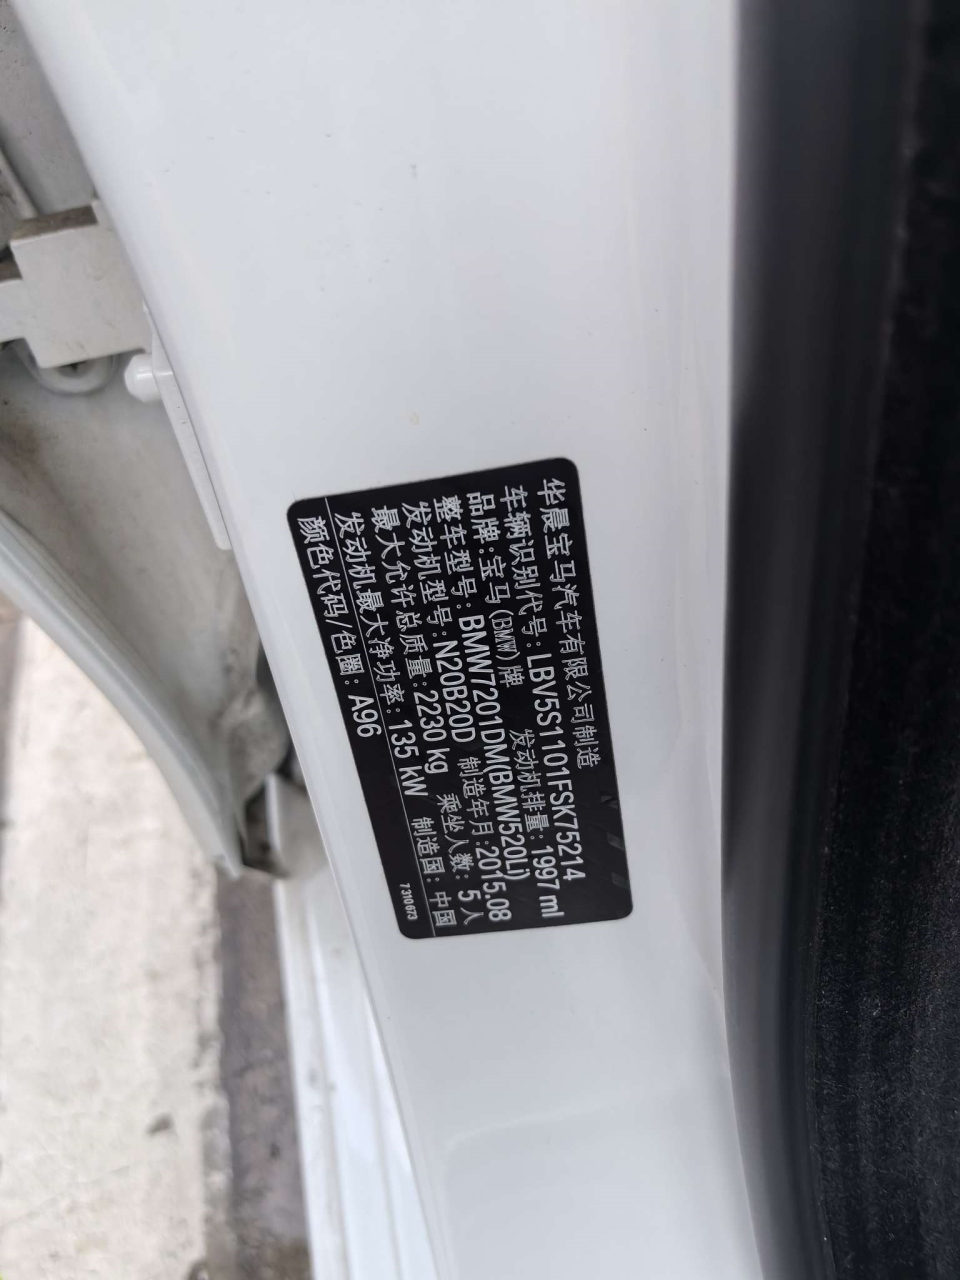 华晨宝马汽车有限公司制造
车辆识别代号: LBV5S1101FSK75214
品牌:宝马(BMW)牌 发动机排量: 1997 ml
整车型号: BMW7201DM(BMW520Li)
发动机型号: N20B20D 制造年月:2015.08
最大允许总质量:2230 kg 乘坐人数: 5 人
发动机最大净功率: 135 kW 制造国: 中国
颜色代码/色圈: A96 7310673